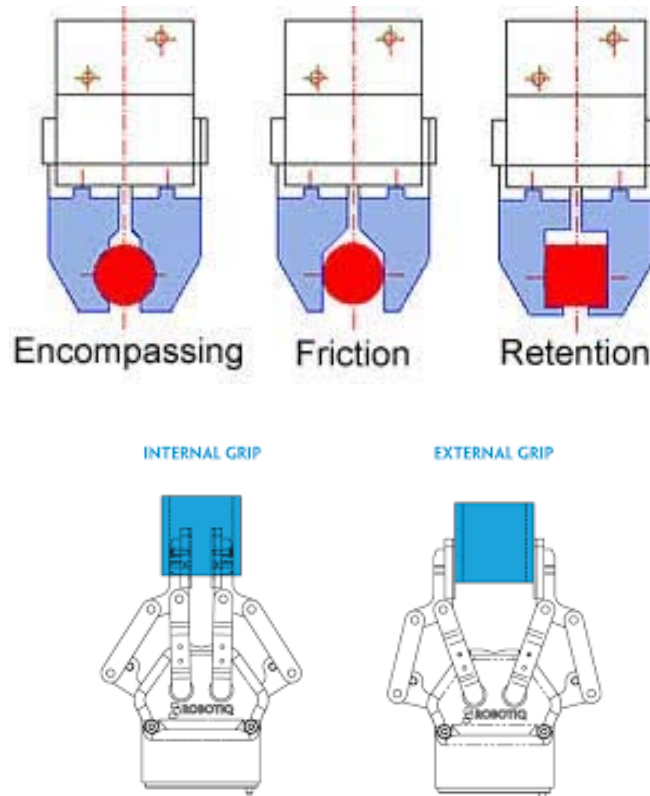 Encompassing Friction Retention
INTERNAL GRIP EXTERNAL GRIP
ROBOTIQ ROBOTIQ